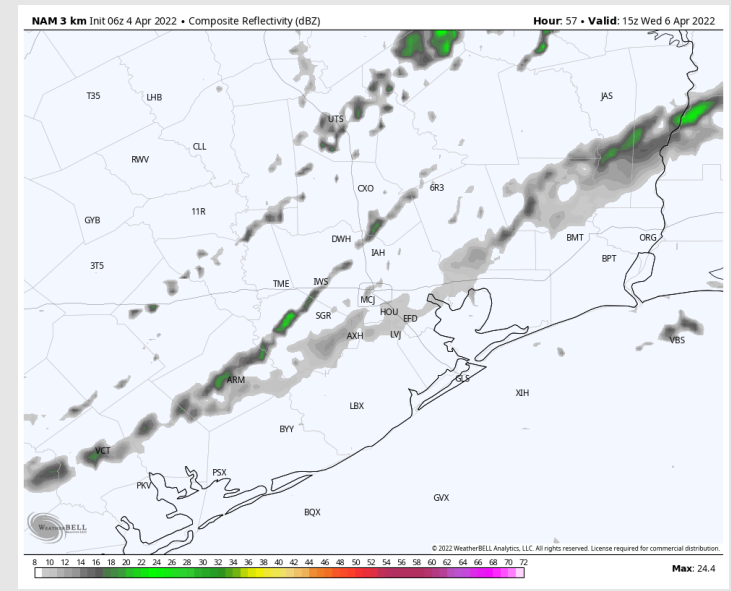 NAM 3 km Init 06z 4 Apr 2022 • Composite Reflectivity (dBZ) Hour: 57 • Valid: 15z Wed 6 Apr 2022
T35 LHB JAS
UTS
CLL
RWV
CXO 6R3
GYB 11R
DWH BMT ORG
IAH
3T5 BPT
TME IWS
MCJ
SGR HOU EFD
AXH LVJ
VBS
ARM GLS
XIH
LBX
BYY
VCT
PSX
PKV
GVX
BQX
WEATHERBELL
© 2022 WeatherBELL Analytics, LLC. All rights reserved. License required for commercial distribution.
8 10 12 14 16 18 20 22 24 26 28 30 32 34 36 38 40 42 44 46 48 50 52 54 56 58 60 62 64 66 68 70 72 Max: 24.4